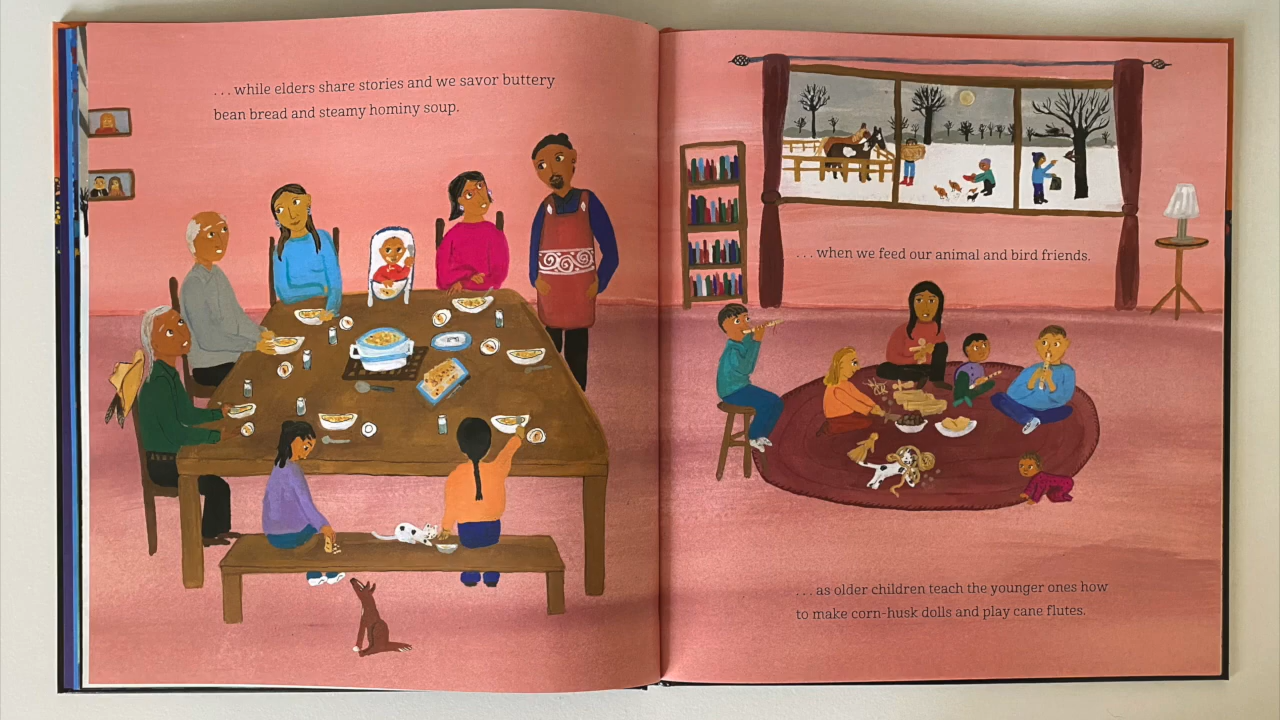 . . . while elders share stories and we savor buttery
bean bread and steamy hominy soup.
. . . when we feed our animal and bird friends.
. . . as older children teach the younger ones how
to make corn-husk dolls and play cane flutes.